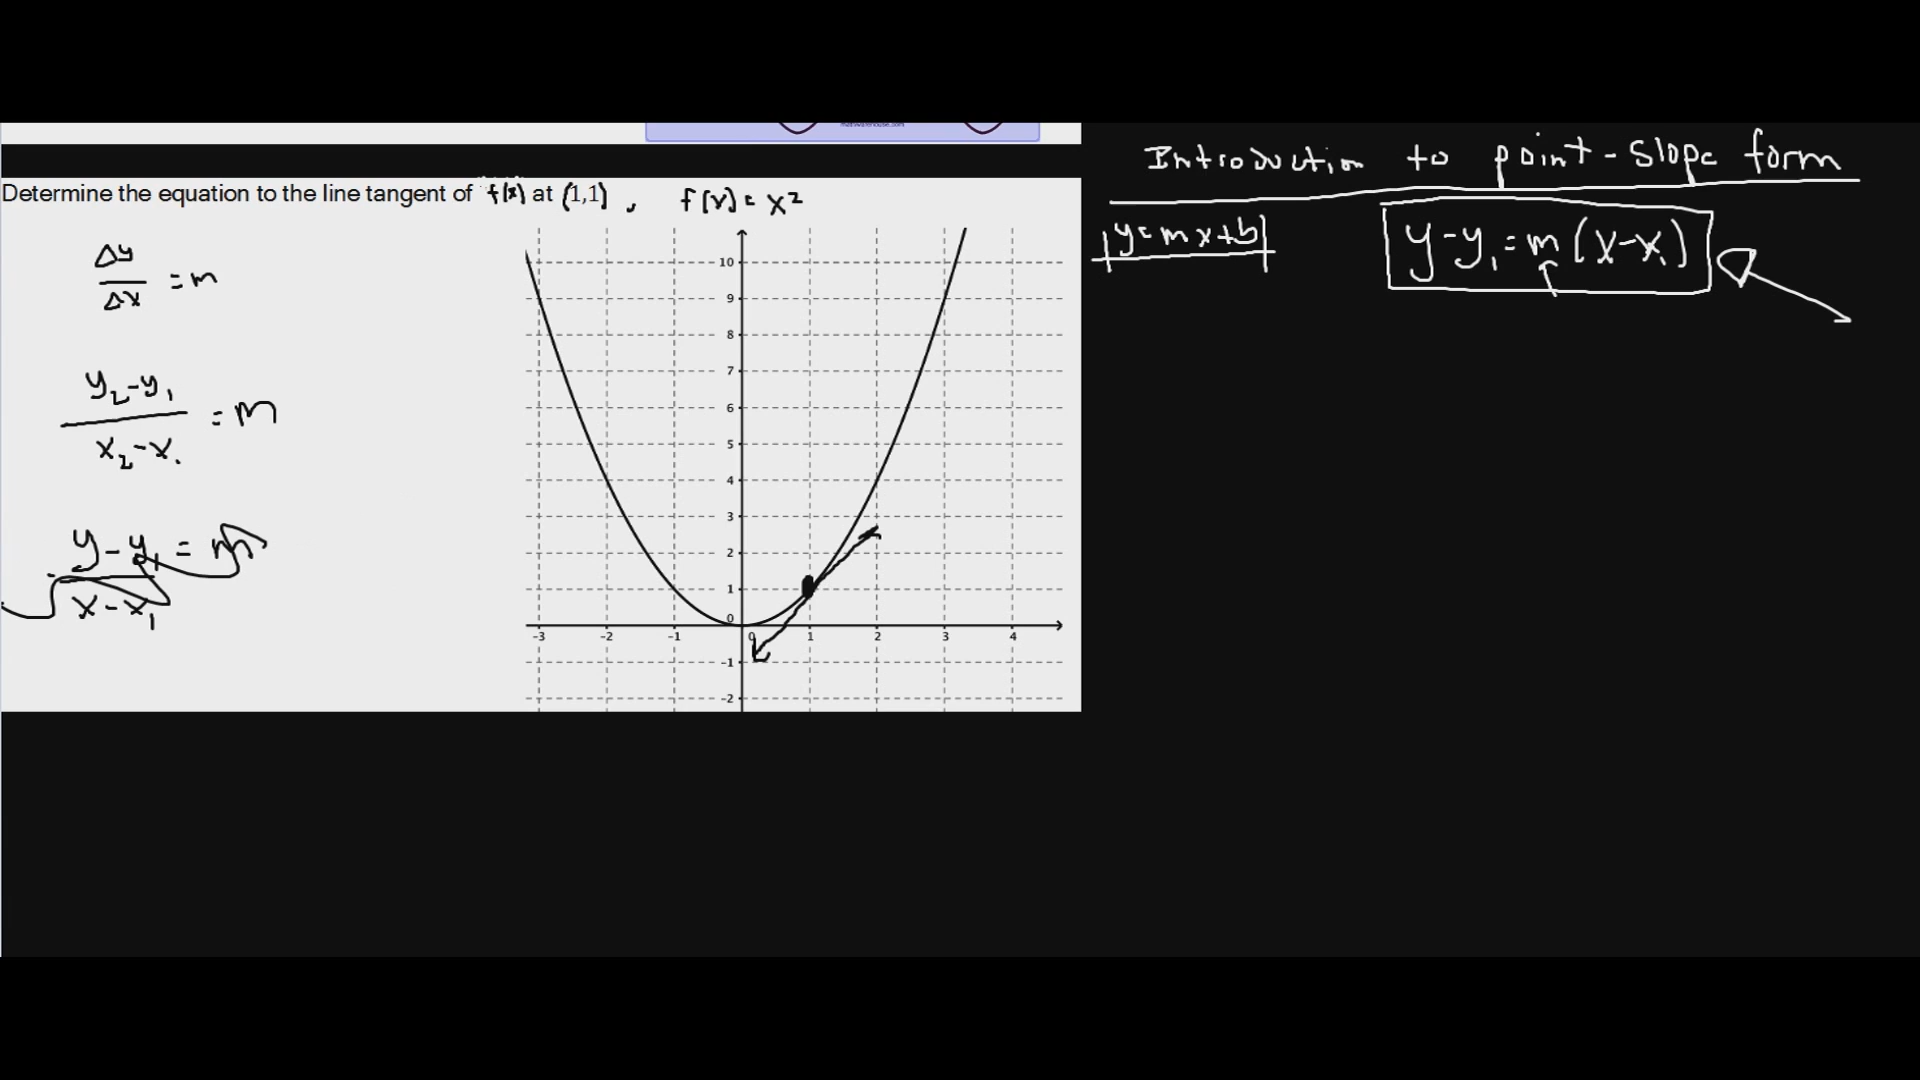 Introduction to point-slope form
Determine the equation to the line tangent of f(x) at (1,1), f(x) = x²
y = mx+b
y - y₁ = m(x - x₁)
Δy
Δx
= m
y₂ - y₁
x₂ - x₁
= m
y - y₁ = m
x - x₁
10
9
8
7
6
5
4
3
2
1
0
-3 -2 -1 0 1 2 3 4
-1
-2